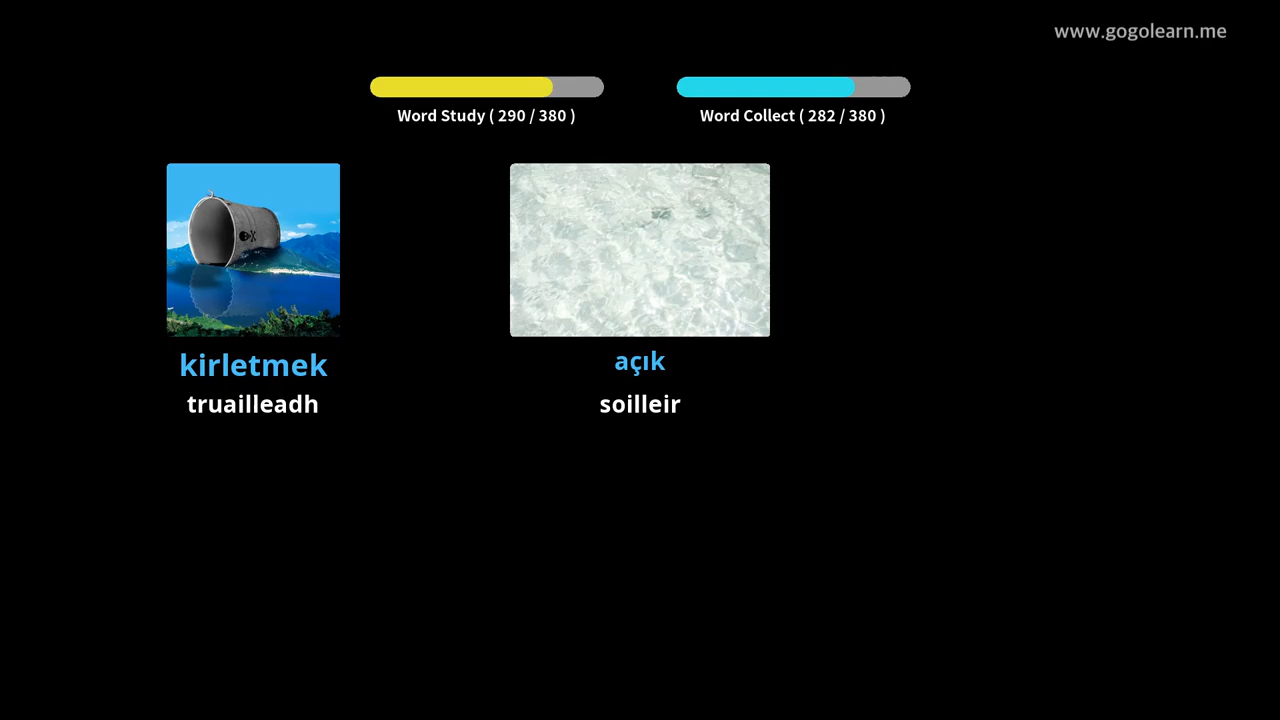 www.gogolearn.me
Word Study ( 290 / 380 )
Word Collect ( 282 / 380 )
kirletmek
truailleadh
açık
soilleir